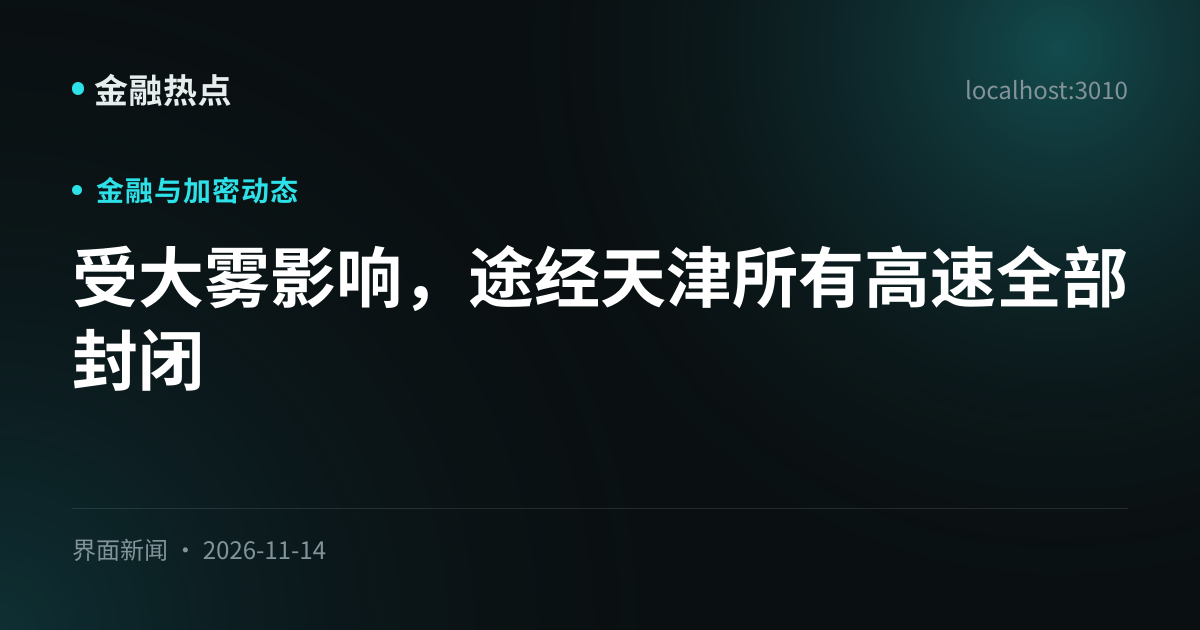 金融热点
localhost:3010
金融与加密动态
受大雾影响，途经天津所有高速全部
封闭
界面新闻 · 2026-11-14